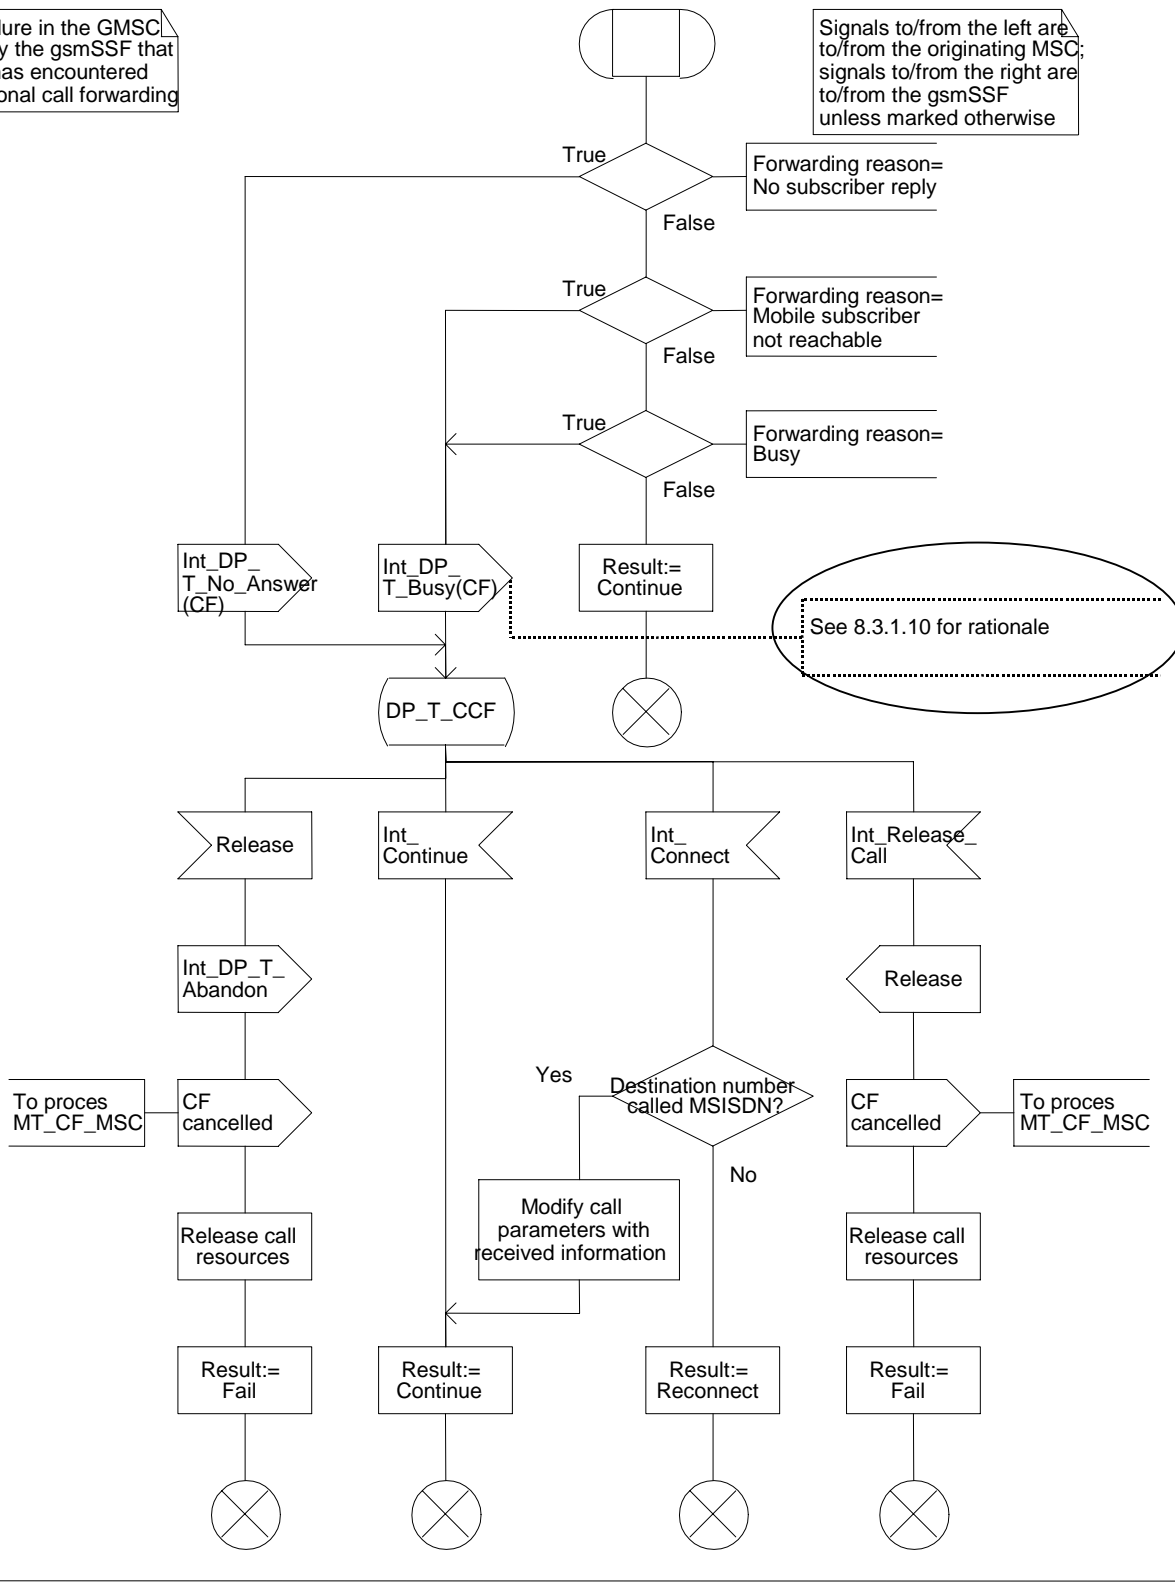 lure in the GMSC
y the gsmSSF that
has encountered
onal call forwarding
Signals to/from the left are
to/from the originating MSC;
signals to/from the right are
to/from the gsmSSF
unless marked otherwise
True
Forwarding reason=
No subscriber reply
False
True
Forwarding reason=
Mobile subscriber
not reachable
False
True
Forwarding reason=
Busy
False
Int_DP_
T_No_Answer
(CF)
Int_DP_
T_Busy(CF)
Result:=
Continue
See 8.3.1.10 for rationale
DP_T_CCF
Release
Int_
Continue
Int_
Connect
Int_Release_
Call
Int_DP_T_
Abandon
Release
To proces
MT_CF_MSC
CF
cancelled
Yes
Destination number
called MSISDN?
CF
cancelled
To proces
MT_CF_MSC
No
Release call
resources
Modify call
parameters with
received information
Release call
resources
Result:=
Fail
Result:=
Continue
Result:=
Reconnect
Result:=
Fail